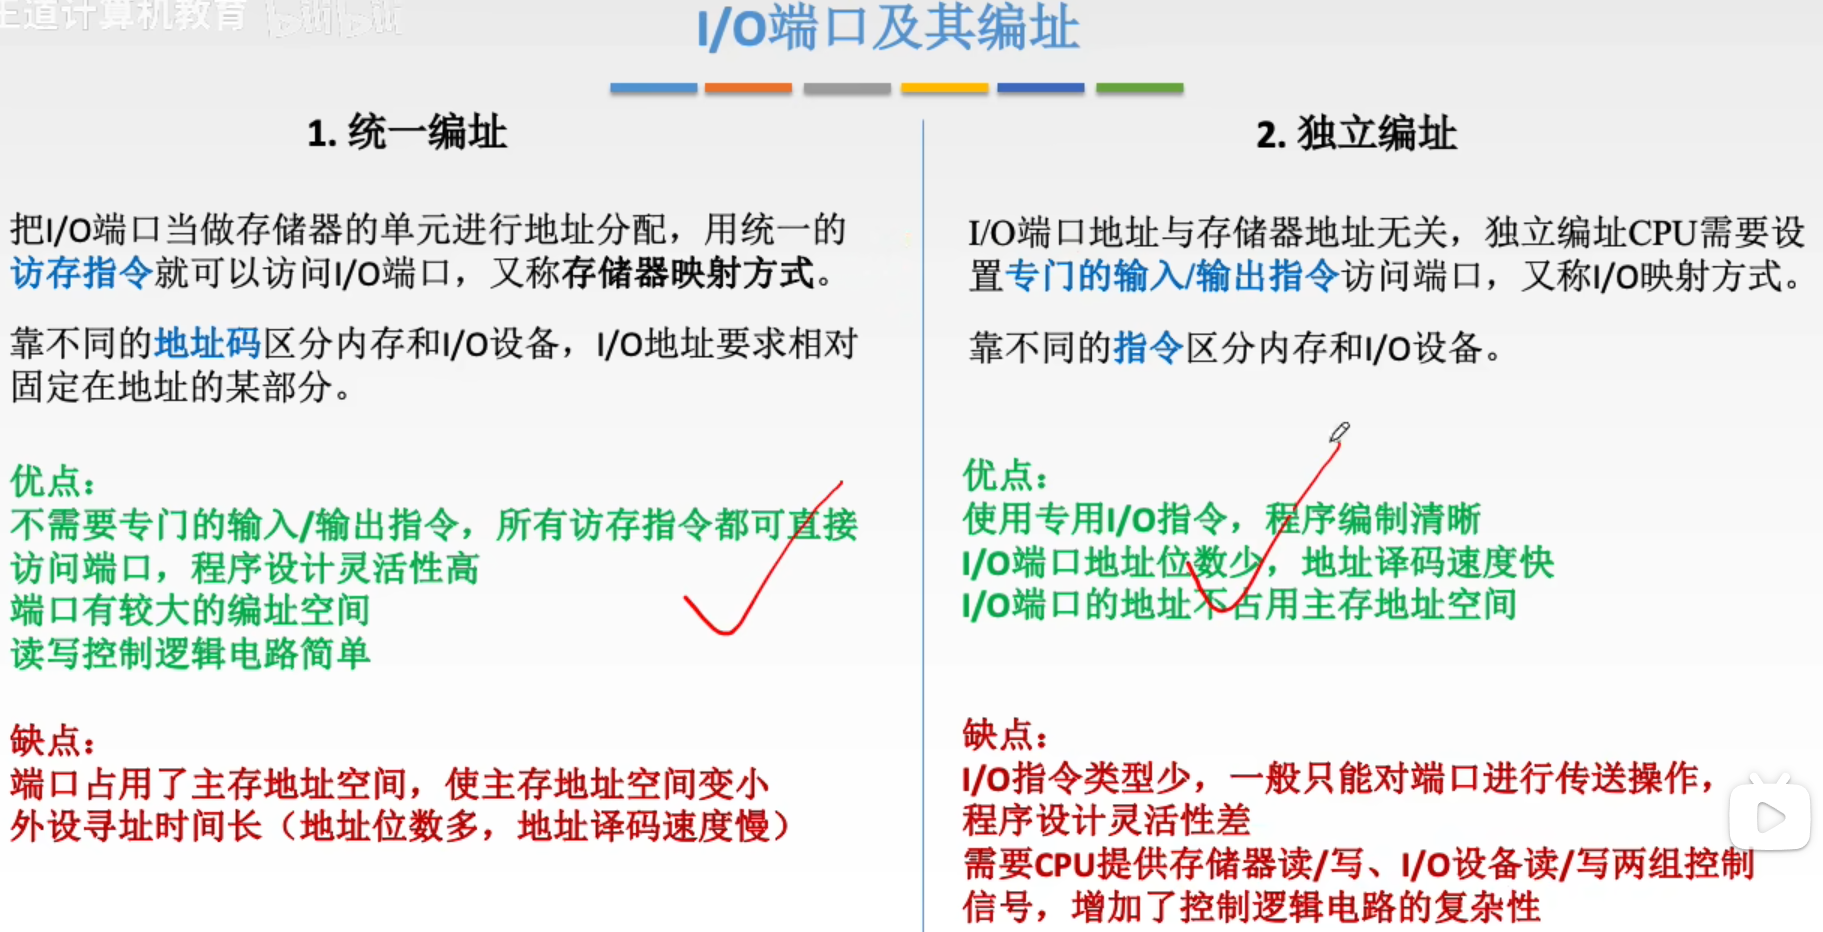 王道计算机教育 bilibili
I/O端口及其编址
1. 统一编址
把I/O端口当做存储器的单元进行地址分配，用统一的
访存指令就可以访问I/O端口，又称存储器映射方式。
靠不同的地址码区分内存和I/O设备，I/O地址要求相对
固定在地址的某部分。
优点：
不需要专门的输入/输出指令，所有访存指令都可直接
访问端口，程序设计灵活性高
端口有较大的编址空间
读写控制逻辑电路简单
缺点：
端口占用了主存地址空间，使主存地址空间变小
外设寻址时间长（地址位数多，地址译码速度慢）
2. 独立编址
I/O端口地址与存储器地址无关，独立编址CPU需要设
置专门的输入/输出指令访问端口，又称I/O映射方式。
靠不同的指令区分内存和I/O设备。
优点：
使用专用I/O指令，程序编制清晰
I/O端口地址位数少，地址译码速度快
I/O端口的地址不占用主存地址空间
缺点：
I/O指令类型少，一般只能对端口进行传送操作，
程序设计灵活性差
需要CPU提供存储器读/写、I/O设备读/写两组控制
信号，增加了控制逻辑电路的复杂性